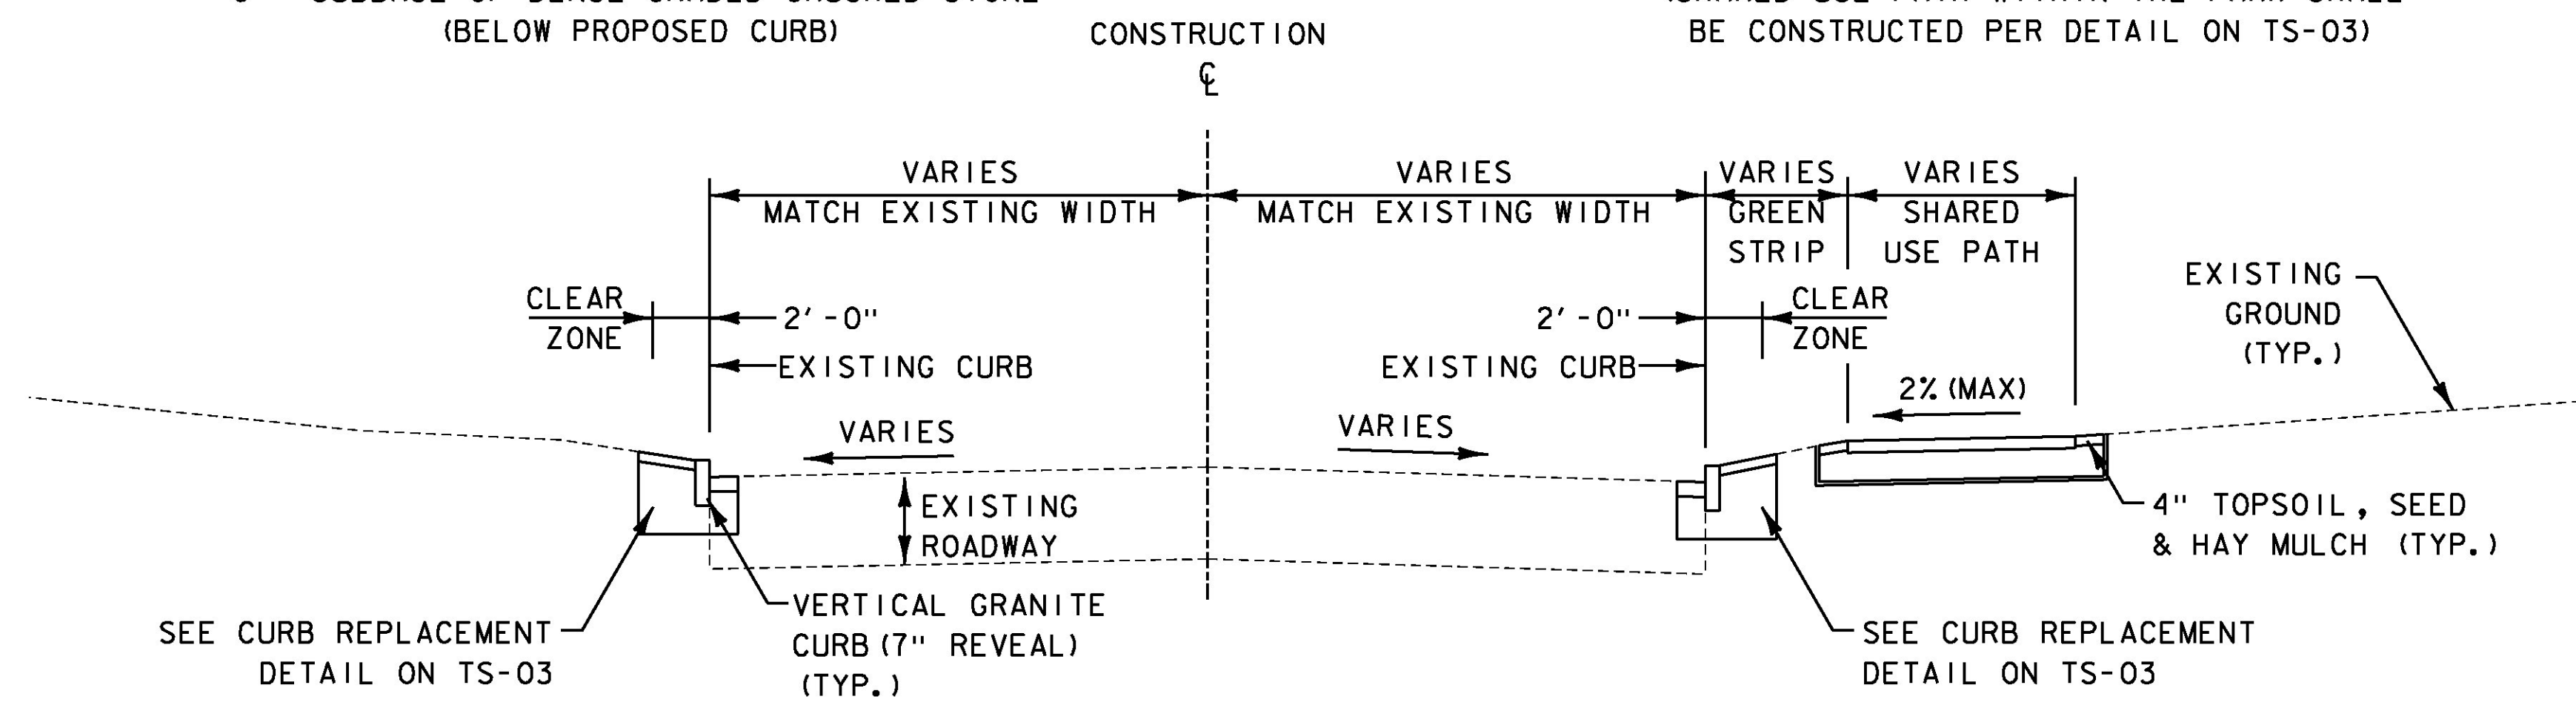 (BELOW PROPOSED CURB)
BE CONSTRUCTED PER DETAIL ON TS-03)
CONSTRUCTION
℄
VARIES
MATCH EXISTING WIDTH
VARIES
MATCH EXISTING WIDTH
VARIES
GREEN
STRIP
VARIES
SHARED
USE PATH
CLEAR
ZONE
2'-0"
EXISTING CURB
2'-0"
EXISTING CURB
CLEAR
ZONE
EXISTING
GROUND
(TYP.)
2% (MAX)
VARIES
VARIES
EXISTING
ROADWAY
4" TOPSOIL, SEED
& HAY MULCH (TYP.)
VERTICAL GRANITE
CURB (7" REVEAL)
(TYP.)
SEE CURB REPLACEMENT
DETAIL ON TS-03
SEE CURB REPLACEMENT
DETAIL ON TS-03